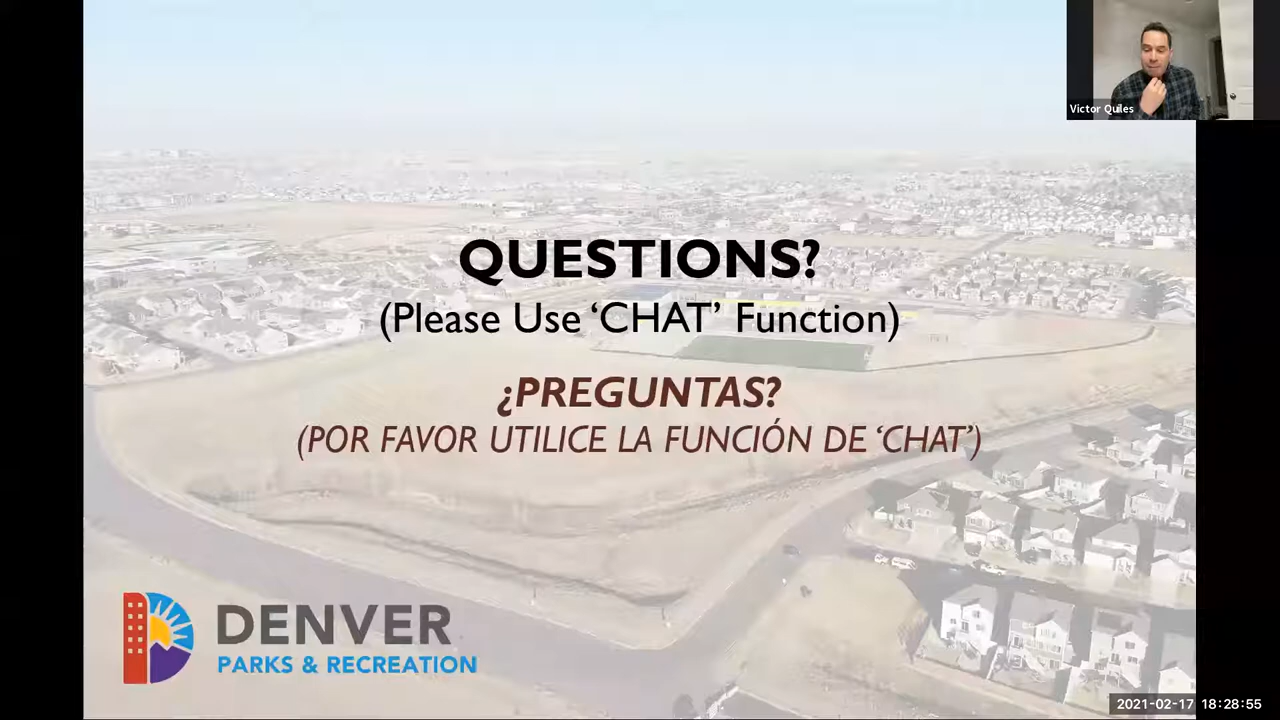 Victor Quiles
QUESTIONS?
(Please Use ‘CHAT’ Function)
¿PREGUNTAS?
(POR FAVOR UTILICE LA FUNCIÓN DE ‘CHAT’)
DENVER
PARKS & RECREATION
2021-02-17 18:28:55